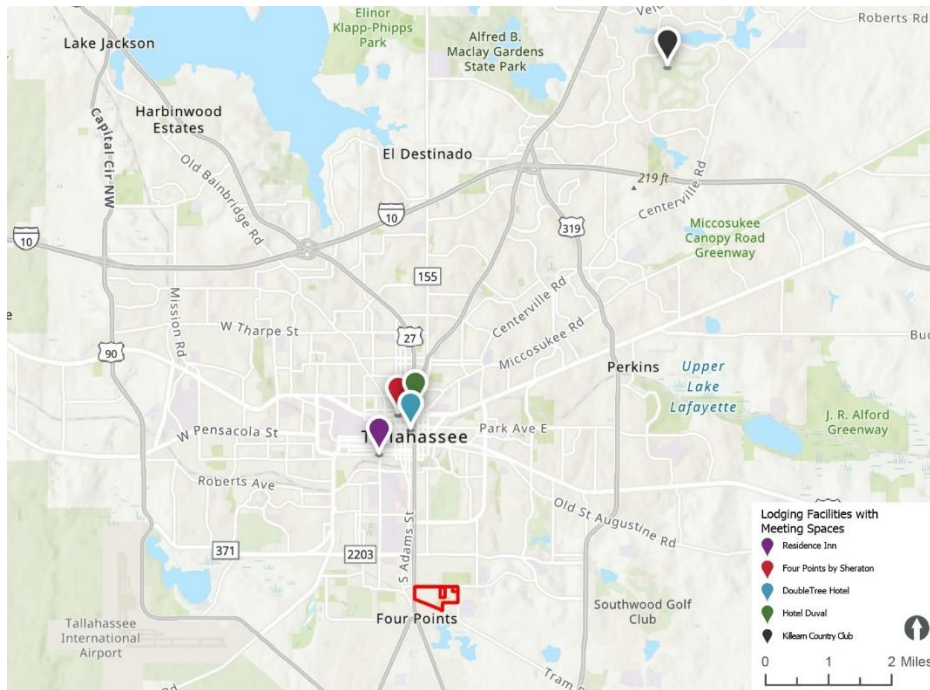 Elinor
Klapp-Phipps
Park
Alfred B.
Maclay Gardens
State Park
Roberts Rd
Lake Jackson
Harbinwood
Estates
Capital Cir NW
Old Bainbridge Rd
El Destinado
219 ft
Centerville Rd
10
10
319
Miccosukee
Canopy Road
Greenway
155
Mission Rd
W Tharpe St
27
Centerville Rd
Miccosukee Rd
90
Perkins
Upper
Lake
Lafayette
J. R. Alford
Greenway
W Pensacola St
Tallahassee
Park Ave E
Roberts Ave
Old St Augustine Rd
371
2203
S Adams St
Four Points
Southwood Golf
Club
Tallahassee
International
Airport
Lodging Facilities with
Meeting Spaces
Residence Inn
Four Points by Sheraton
DoubleTree Hotel
Hotel Duval
Killearn Country Club
0 1 2 Miles